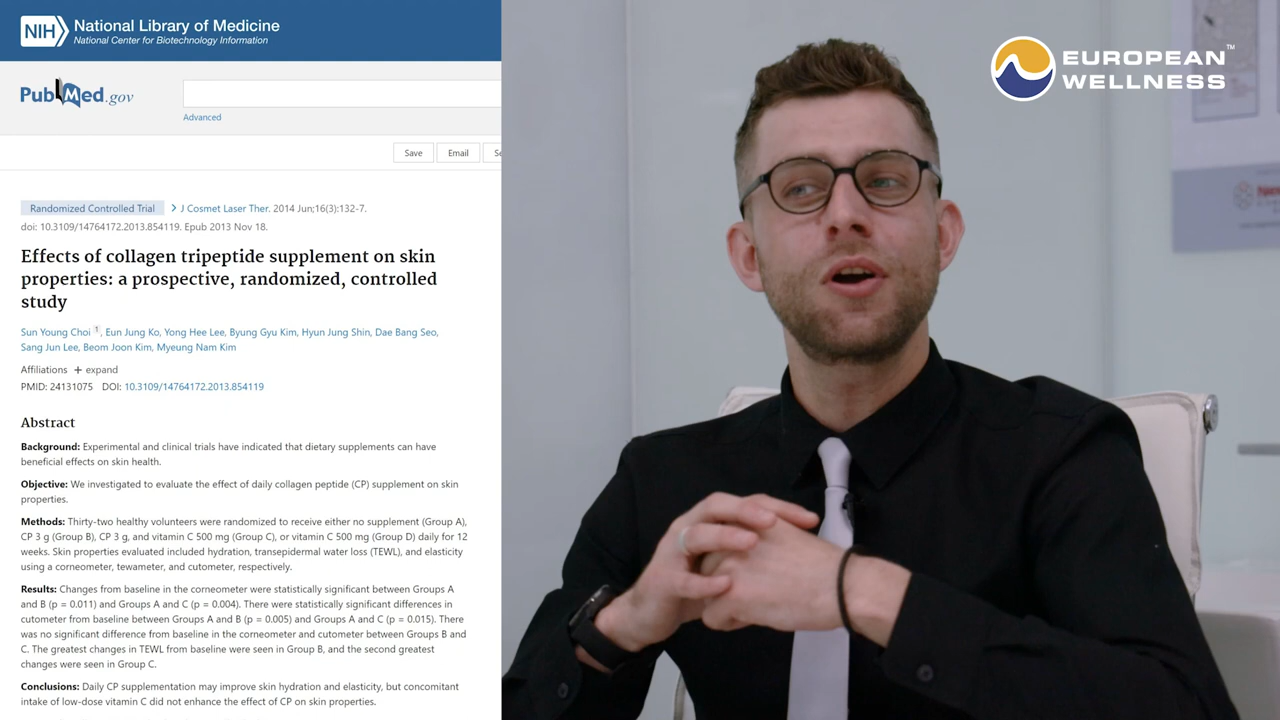 NIH
National Library of Medicine
National Center for Biotechnology Information
PubMed.gov
Advanced
Save
Email
Randomized Controlled Trial
J Cosmet Laser Ther. 2014 Jun;16(3):132-7.
doi: 10.3109/14764172.2013.854119. Epub 2013 Nov 18.
Effects of collagen tripeptide supplement on skin
properties: a prospective, randomized, controlled
study
Sun Young Choi 1, Eun Jung Ko, Yong Hee Lee, Byung Gyu Kim, Hyun Jung Shin, Dae Bang Seo,
Sang Jun Lee, Beom Joon Kim, Myeung Nam Kim
Affiliations + expand
PMID: 24131075 DOI: 10.3109/14764172.2013.854119
Abstract
Background: Experimental and clinical trials have indicated that dietary supplements can have
beneficial effects on skin health.
Objective: We investigated to evaluate the effect of daily collagen peptide (CP) supplement on skin
properties.
Methods: Thirty-two healthy volunteers were randomized to receive either no supplement (Group A),
CP 3 g (Group B), CP 3 g, and vitamin C 500 mg (Group C), or vitamin C 500 mg (Group D) daily for 12
weeks. Skin properties evaluated included hydration, transepidermal water loss (TEWL), and elasticity
using a corneometer, tewameter, and cutometer, respectively.
Results: Changes from baseline in the corneometer were statistically significant between Groups A
and B (p = 0.011) and Groups A and C (p = 0.004). There were statistically significant differences in
cutometer from baseline between Groups A and B (p = 0.005) and Groups A and C (p = 0.015). There
was no significant difference from baseline in the corneometer and cutometer between Groups B and
C. The greatest changes in TEWL from baseline were seen in Group B, and the second greatest
changes were seen in Group C.
Conclusions: Daily CP supplementation may improve skin hydration and elasticity, but concomitant
intake of low-dose vitamin C did not enhance the effect of CP on skin properties.
EUROPEAN™
WELLNESS